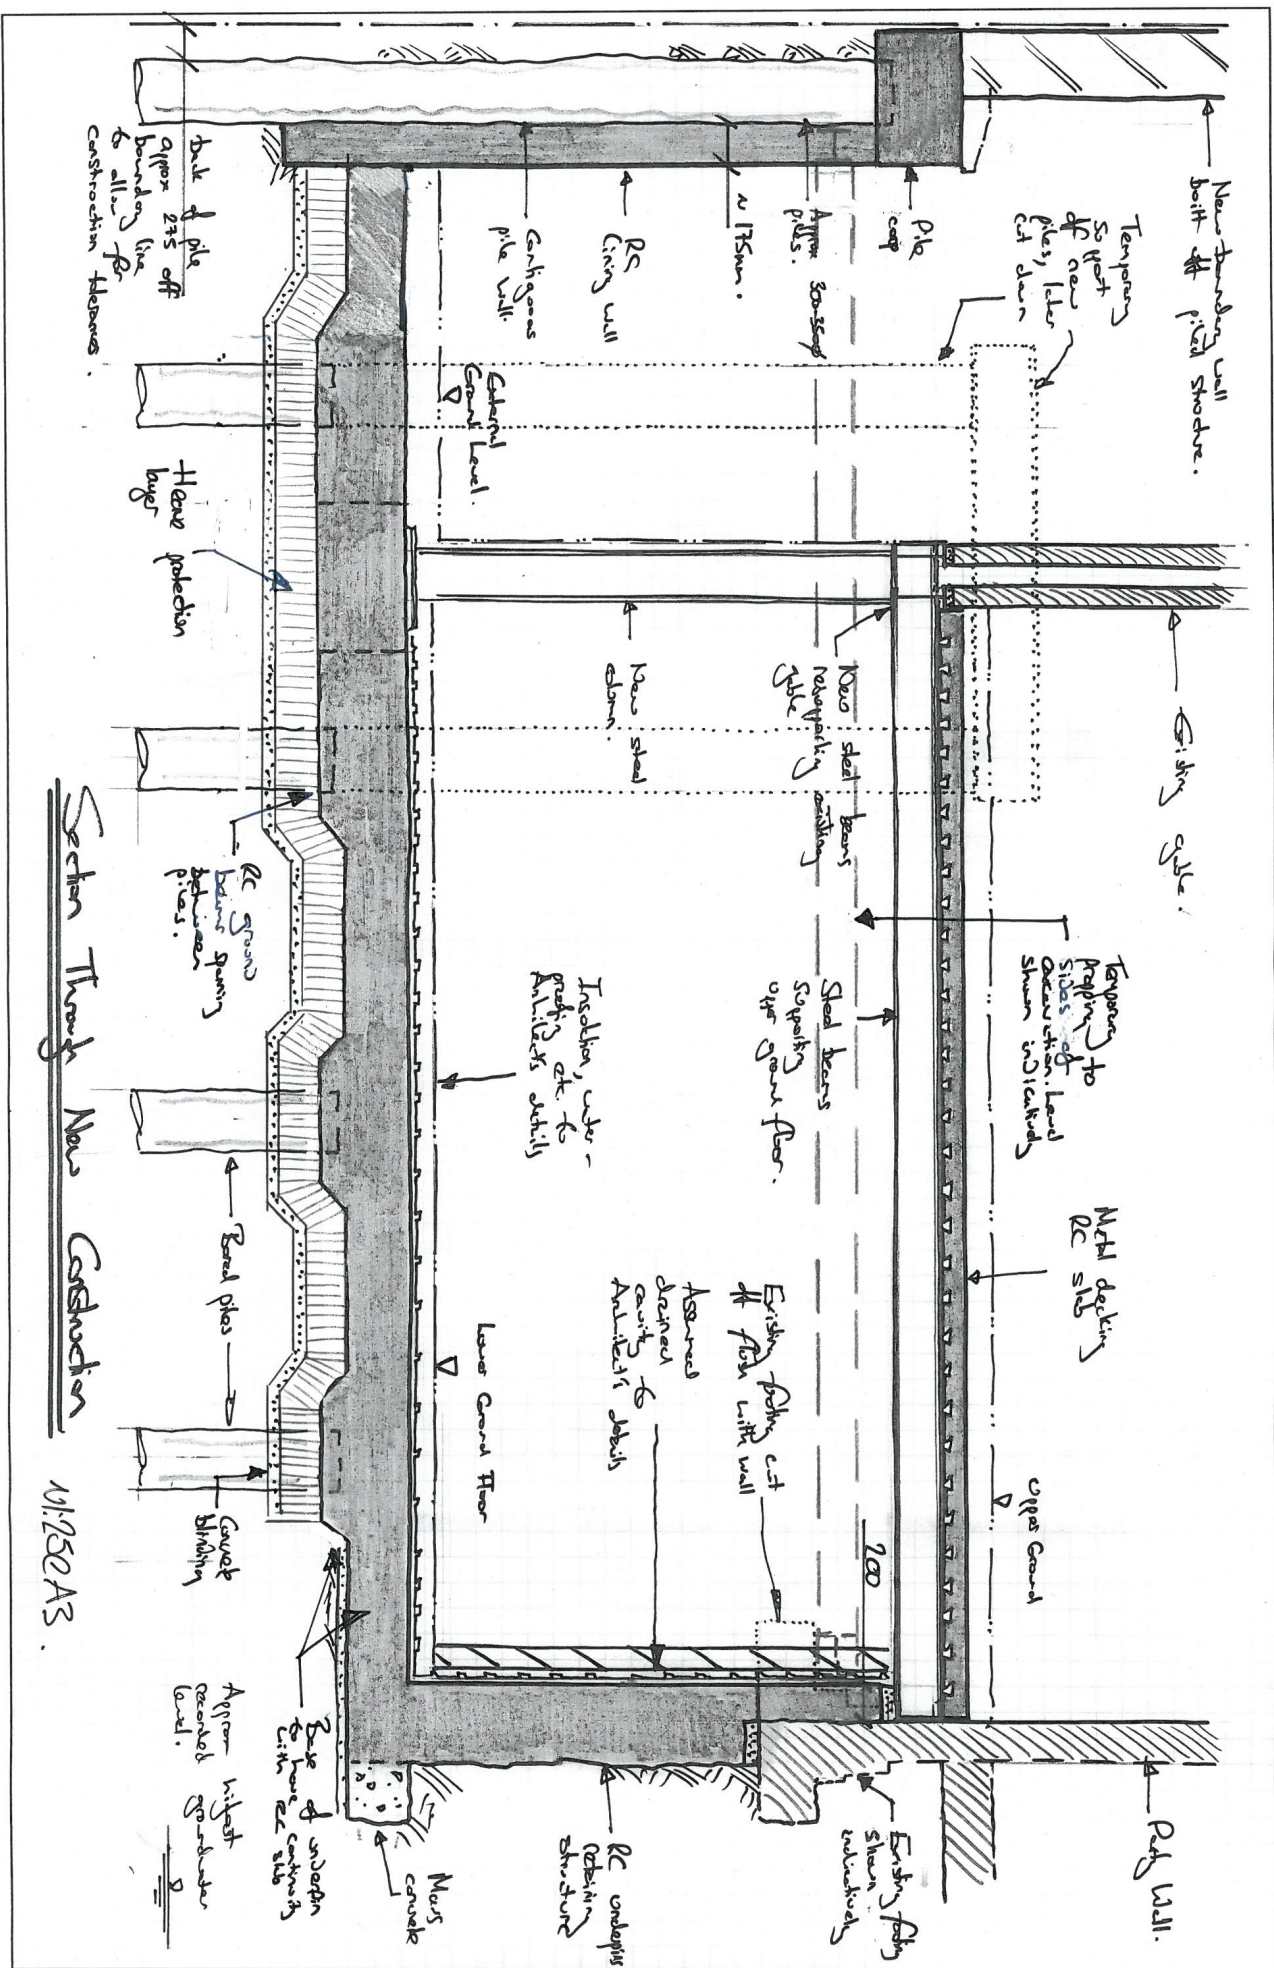 New boundary wall
built off piled structure.
Temporary
Support
off new
piles, later
cut down
Pile
cap
Approx 300-350ϕ
piles.
~175mm.
RC
lining wall
Contiguous
pile wall.
back of pile
approx 275 off
boundary line
to allow for
construction tolerances.
External
Ground Level.
Heave protection
layer
Existing gable.
New steel beams
resupporting existing
gable
New steel
column.
RC ground
beams spanning
between
piles.
Temporary
propping to
sides of
excavation. Level
shown indicatively
Steel beams
supporting
upper ground floor.
Insulation, water-
proofing etc. to
Architects details
Bored piles
Metal decking
RC slab
Upper Ground
200
Existing footing cut
off flush with wall
Assumed
drained
cavity to
Architect's details
Lower Ground Floor
Concrete
blinding
Party Wall.
Existing footing
shown
indicatively
RC underpins
retaining
structure
Mass
concrete
Base of underpin
to have continuity
with RC slab
Approx highest
recorded groundwater
level.
Section Through New Construction
~1:25@A3.